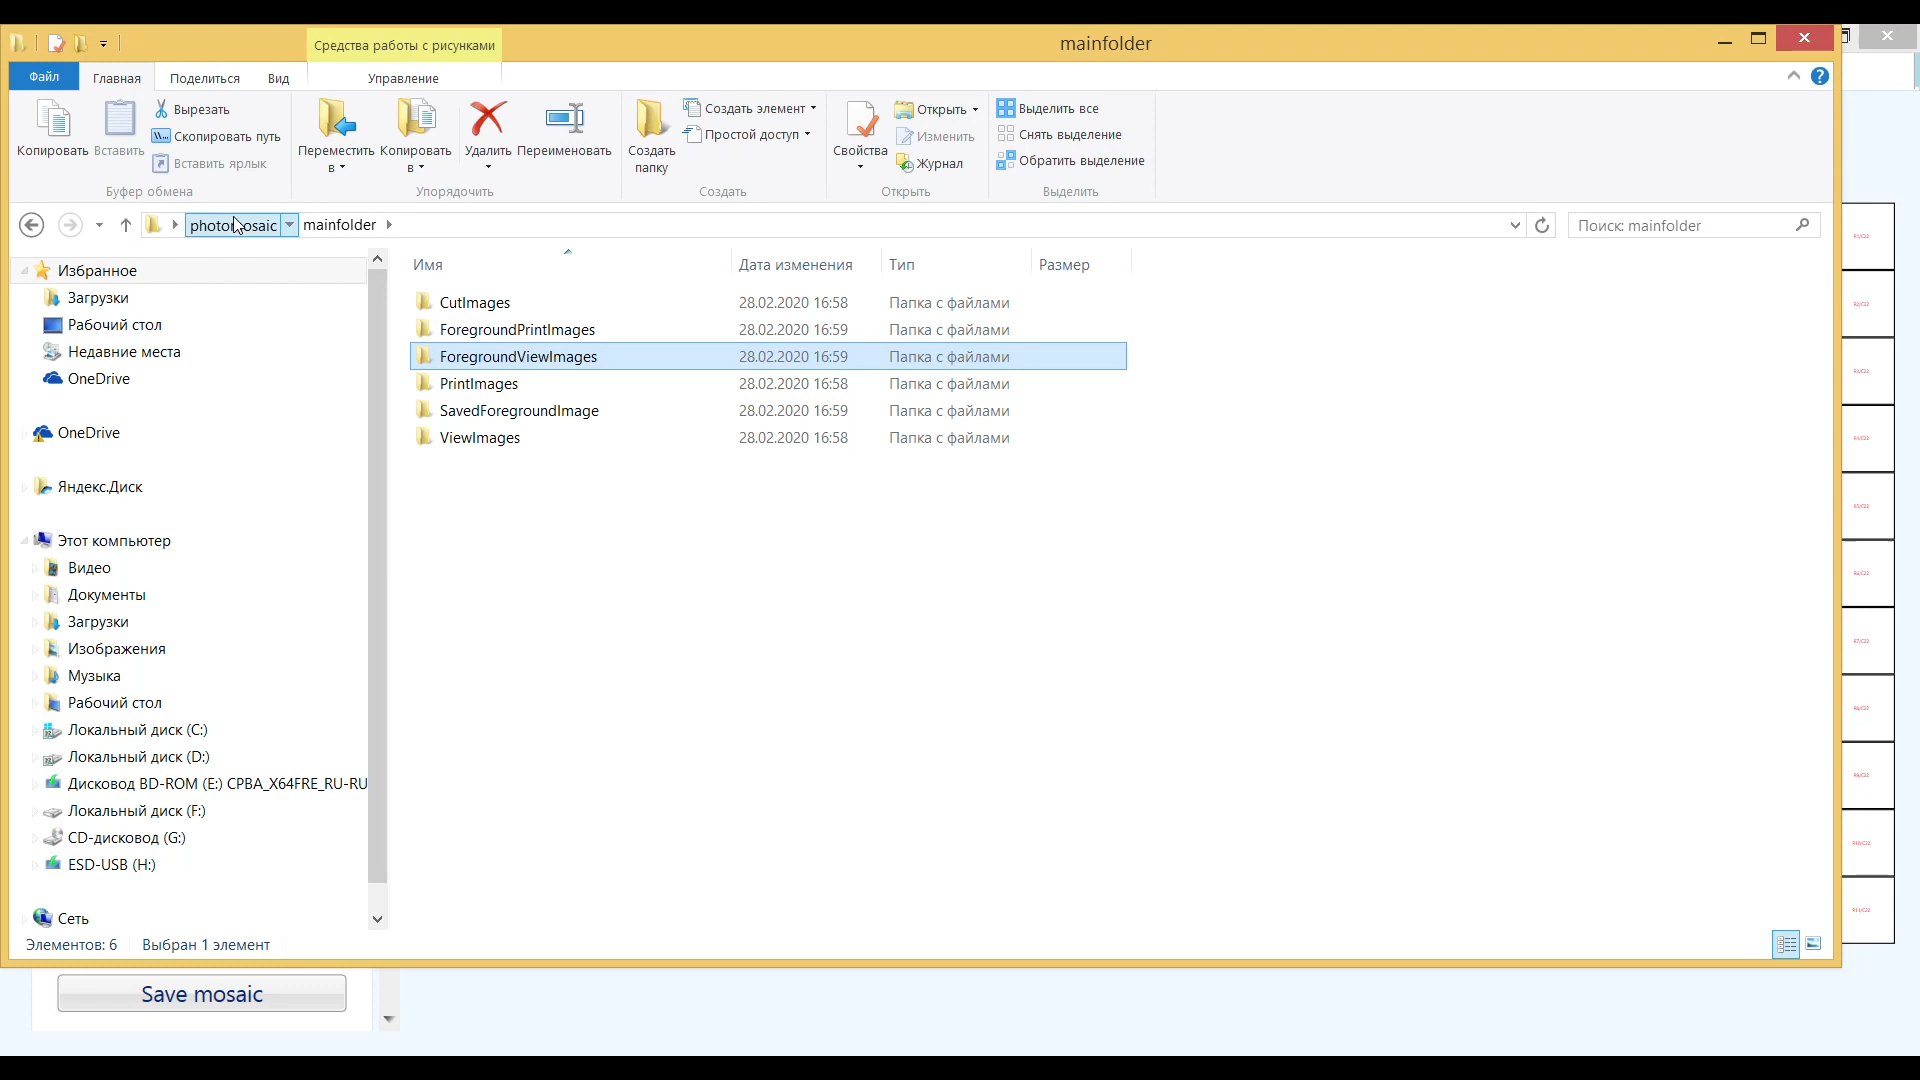 Средства работы с рисунками
mainfolder
Файл
Главная
Поделиться
Вид
Управление
Копировать
Вставить
Вырезать
Скопировать путь
Вставить ярлык
Буфер обмена
Переместить в
Копировать в
Удалить
Переименовать
Упорядочить
Создать папку
Создать элемент
Простой доступ
Создать
Свойства
Открыть
Изменить
Журнал
Открыть
Выделить все
Снять выделение
Обратить выделение
Выделить
mainfolder
Поиск: mainfolder
Имя Дата изменения Тип Размер
CutImages 28.02.2020 16:58 Папка с файлами
ForegroundPrintImages 28.02.2020 16:59 Папка с файлами
ForegroundViewImages 28.02.2020 16:59 Папка с файлами
PrintImages 28.02.2020 16:58 Папка с файлами
SavedForegroundImage 28.02.2020 16:59 Папка с файлами
ViewImages 28.02.2020 16:58 Папка с файлами
Избранное
Загрузки
Рабочий стол
Недавние места
OneDrive
OneDrive
Яндекс.Диск
Этот компьютер
Видео
Документы
Загрузки
Изображения
Музыка
Рабочий стол
Локальный диск (C:)
Локальный диск (D:)
Дисковод BD-ROM (E:) CPBA_X64FRE_RU-RU
Локальный диск (F:)
CD-дисковод (G:)
ESD-USB (H:)
Сеть
Элементов: 6 Выбран 1 элемент
Save mosaic